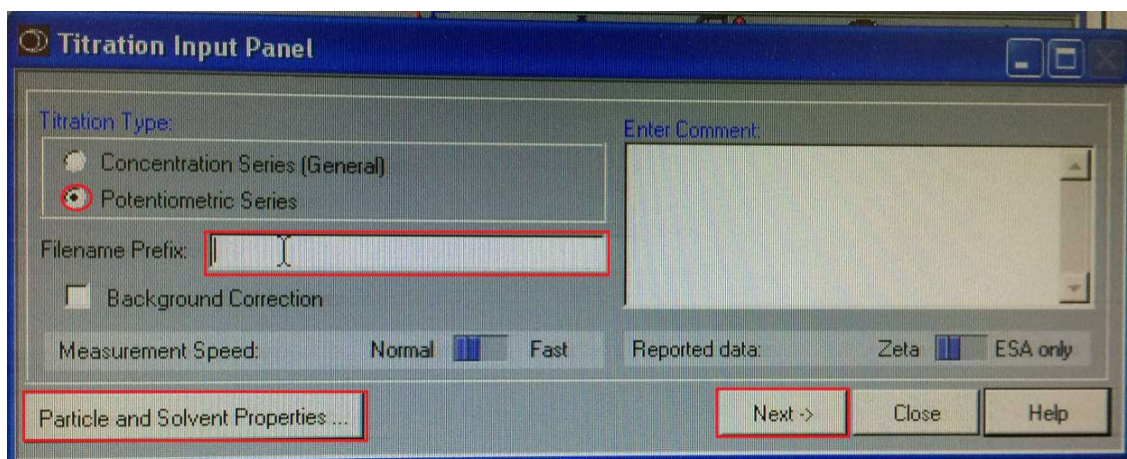 Titration Input Panel
Titration Type:
Concentration Series (General)
Potentiometric Series
Filename Prefix:
Background Correction
Measurement Speed: Normal Fast
Enter Comment:
Reported data: Zeta ESA only
Particle and Solvent Properties ...
Next ->
Close
Help